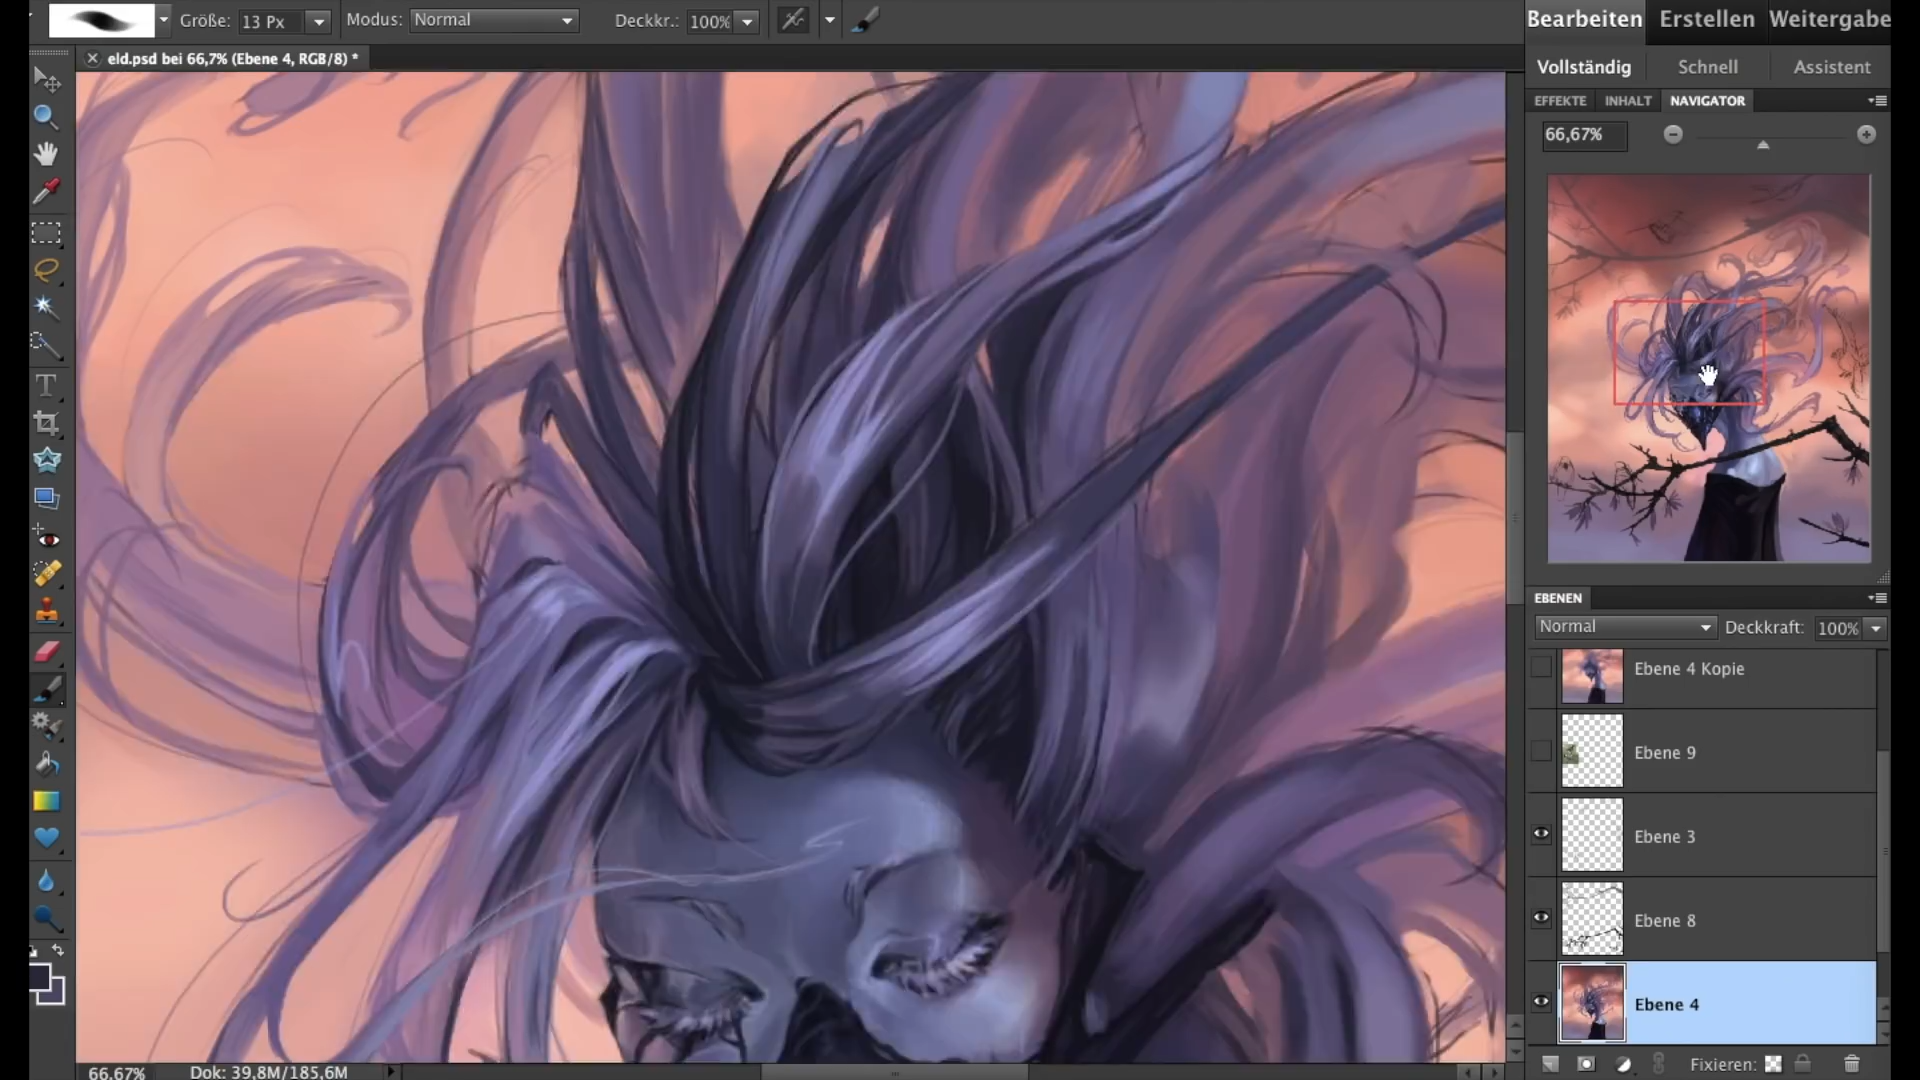 Größe: 13 Px Modus: Normal Deckkr.: 100%
Bearbeiten Erstellen Weitergabe
eld.psd bei 66,7% (Ebene 4, RGB/8) *
Vollständig Schnell Assistent
EFFEKTE INHALT NAVIGATOR
66,67%
EBENEN
Normal Deckkraft: 100%
Ebene 4 Kopie
Ebene 9
Ebene 3
Ebene 8
Ebene 4
Fixieren:
66,67% Dok: 39,8M/185,6M